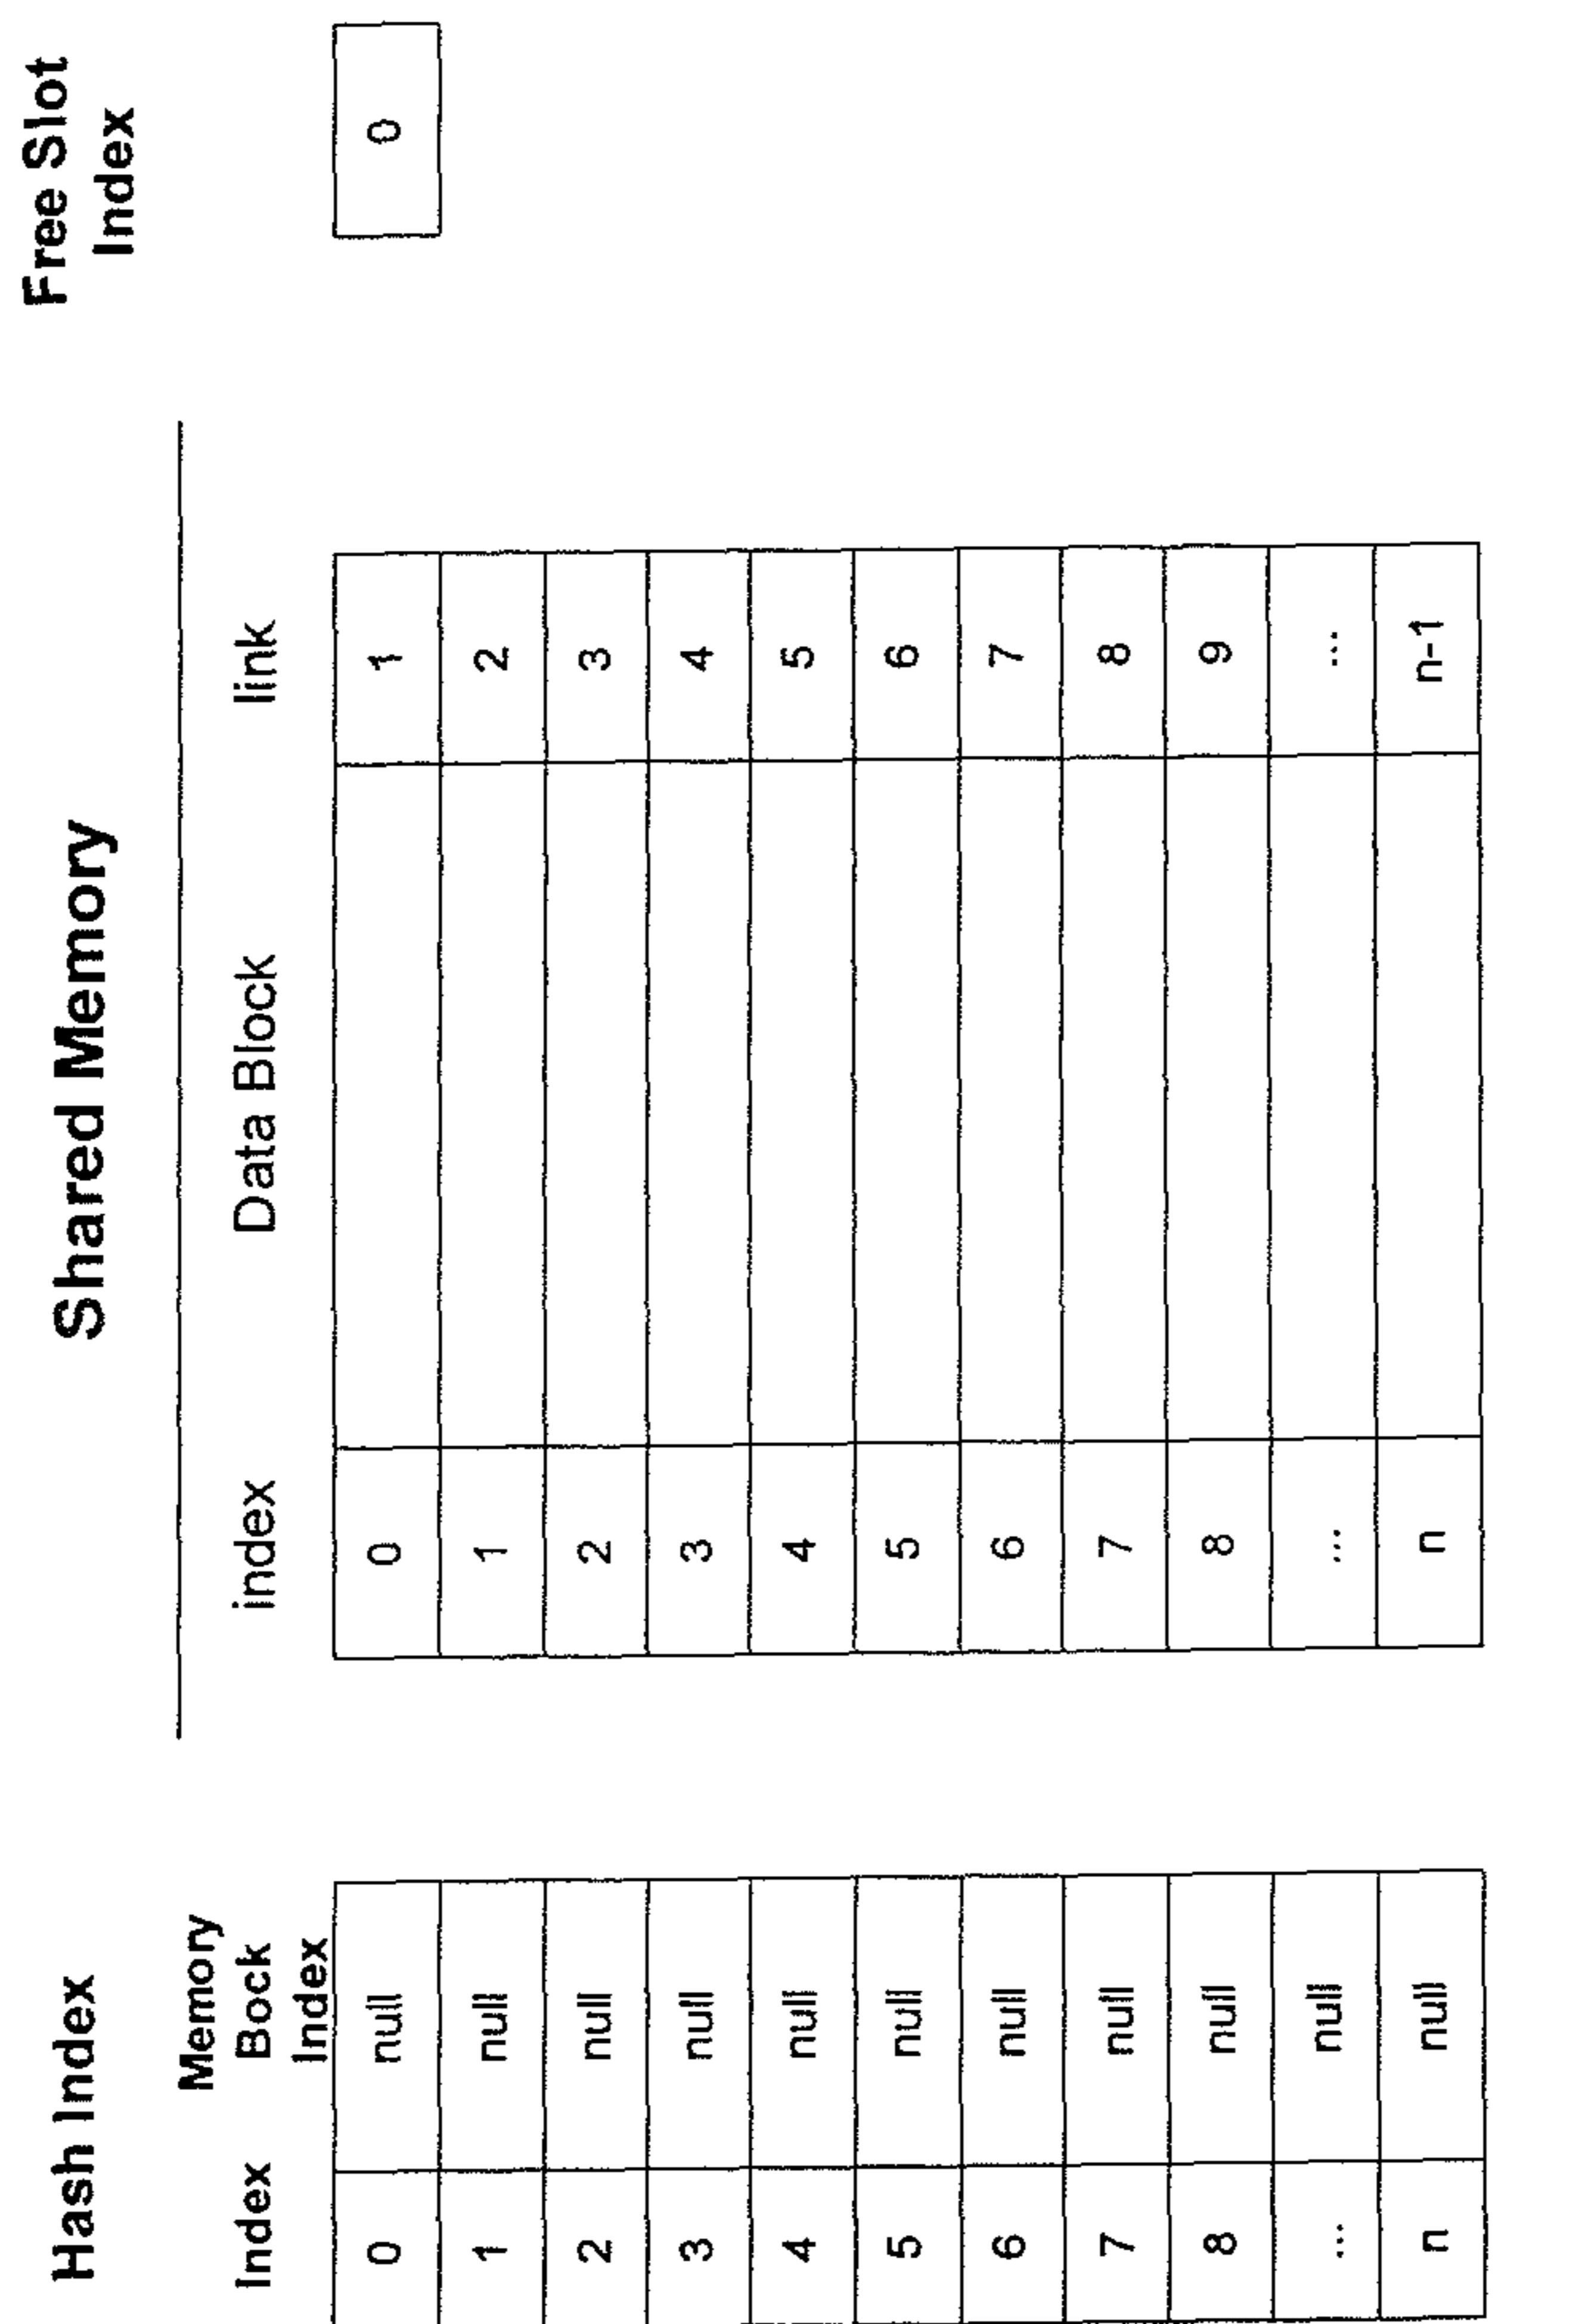 Hash Index
Shared Memory
Free Slot
Index
Index
Memory
Bock
Index
index
Data Block
link
0 null 0 1 0
1 null 1 2
2 null 2 3
3 null 3 4
4 null 4 5
5 null 5 6
6 null 6 7
7 null 7 8
8 null 8 9
... null ... ...
n null n n-1